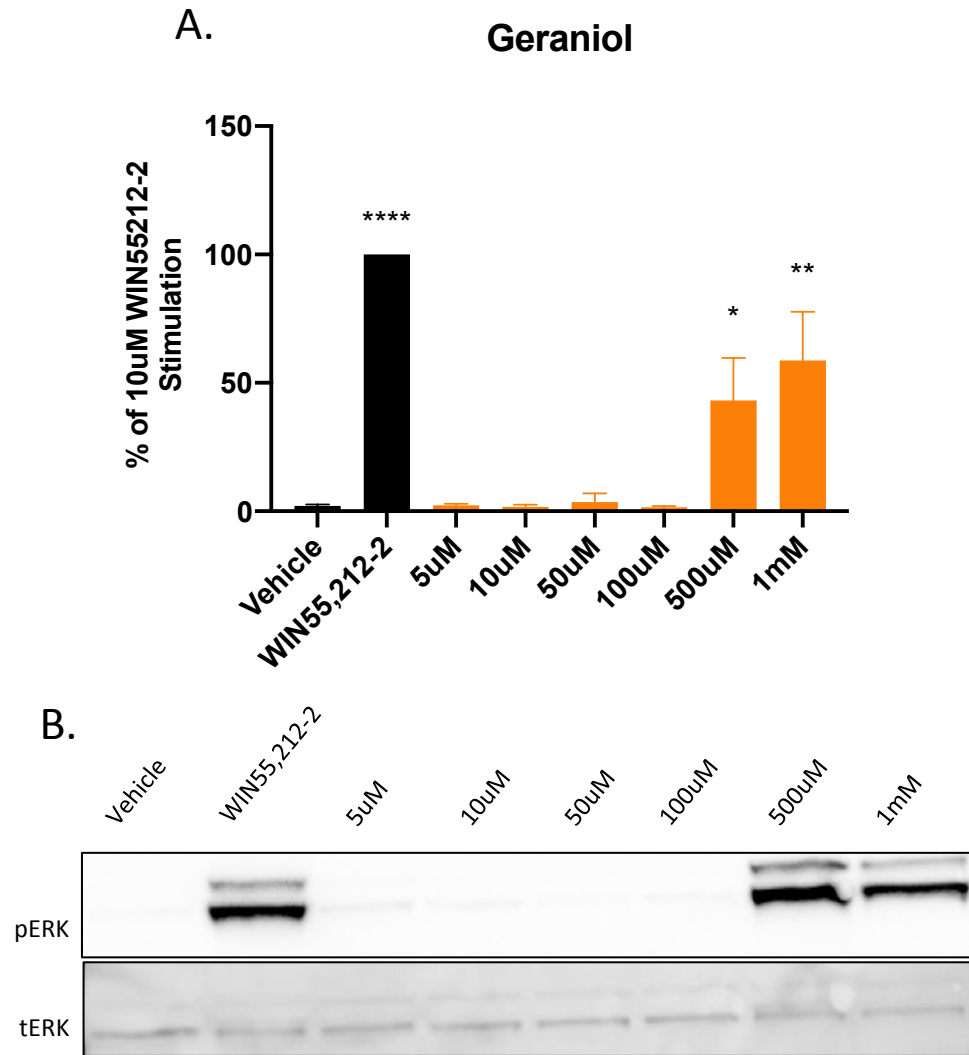 A.
Geraniol
% of 10uM WIN55212-2
Stimulation
150
100
50
0
****
*
**
Vehicle
WIN55,212-2
5uM
10uM
50uM
100uM
500uM
1mM
B.
Vehicle
WIN55,212-2
5uM
10uM
50uM
100uM
500uM
1mM
pERK
tERK